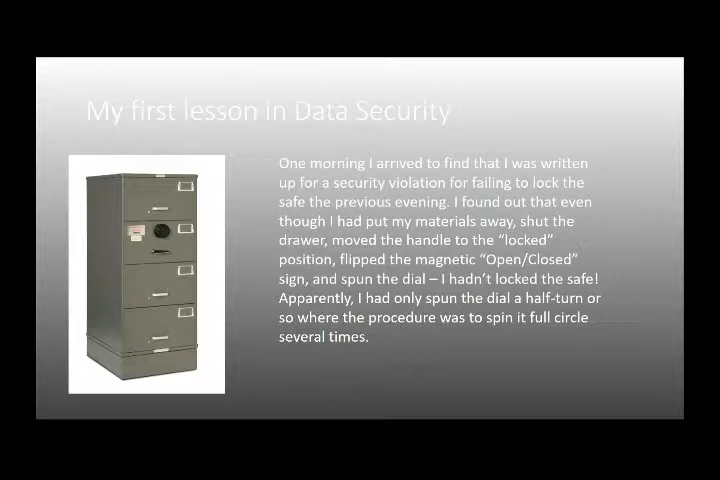 My first lesson in Data Security
One morning I arrived to find that I was written
up for a security violation for failing to lock the
safe the previous evening. I found out that even
though I had put my materials away, shut the
drawer, moved the handle to the “locked”
position, flipped the magnetic “Open/Closed”
sign, and spun the dial – I hadn’t locked the safe!
Apparently, I had only spun the dial a half-turn or
so where the procedure was to spin it full circle
several times.